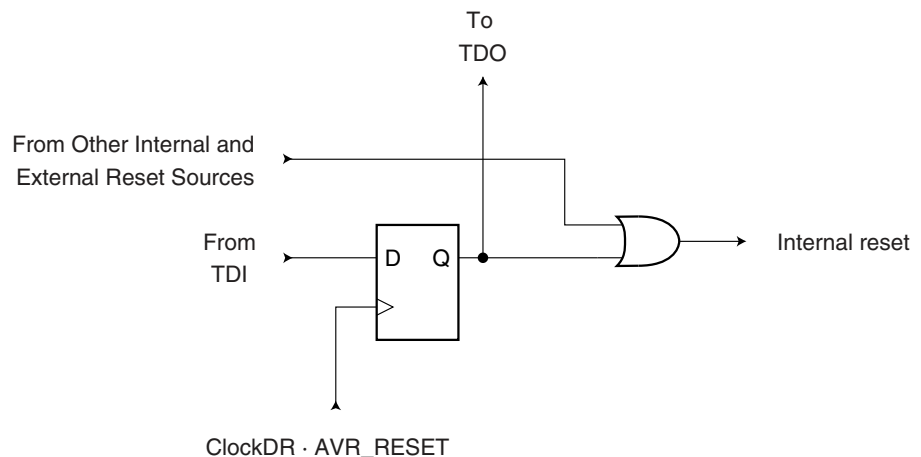 To
TDO
From Other Internal and
External Reset Sources
From
TDI
D
Q
Internal reset
ClockDR · AVR_RESET